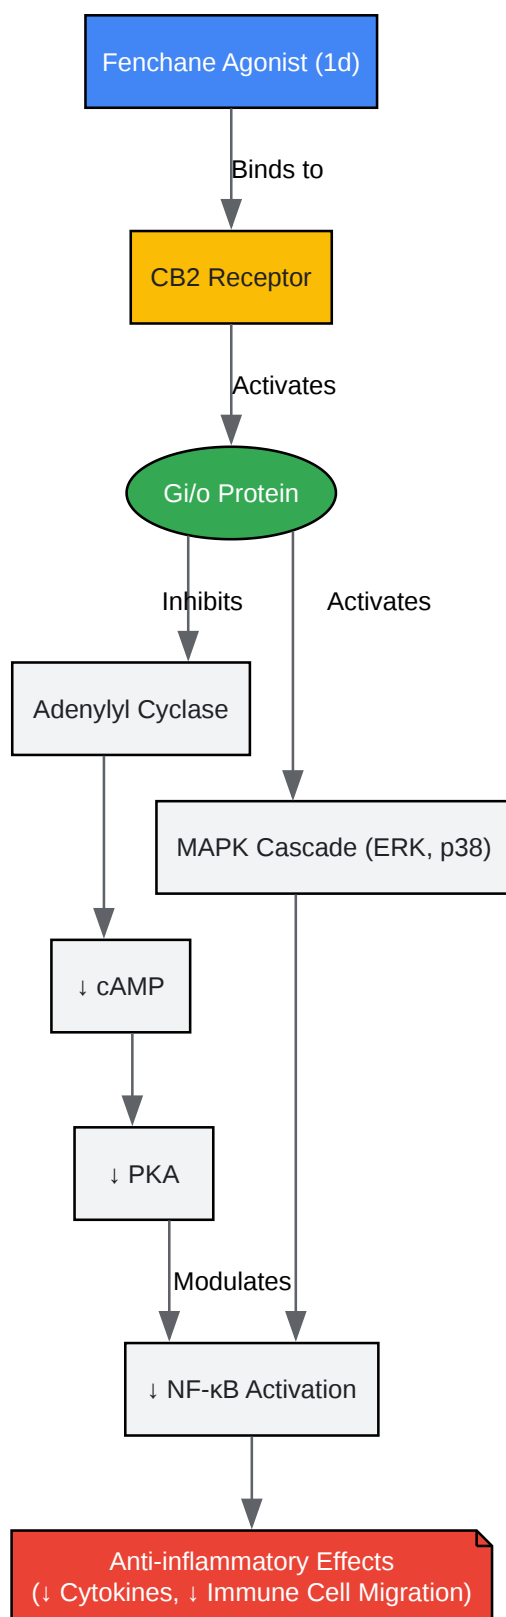 Fenchane Agonist (1d)
Binds to
CB2 Receptor
Activates
Gi/o Protein
Inhibits
Activates
Adenylyl Cyclase
MAPK Cascade (ERK, p38)
↓ cAMP
↓ PKA
Modulates
↓ NF-κB Activation
Anti-inflammatory Effects
(↓ Cytokines, ↓ Immune Cell Migration)